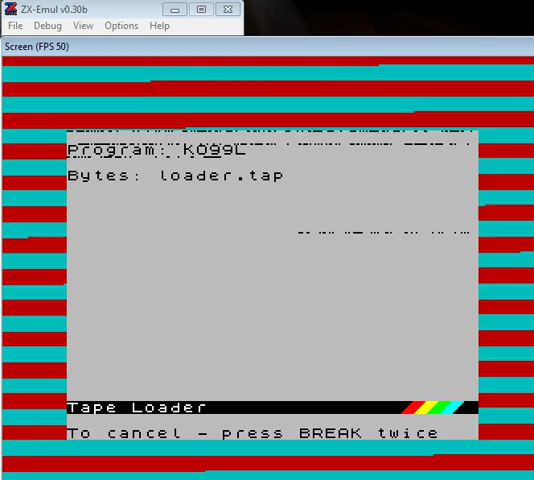 ZX-Emul v0.30b
File Debug View Options Help
Screen (FPS 50)
Program: K099L
Bytes: loader.tap
Tape Loader
To cancel - press BREAK twice